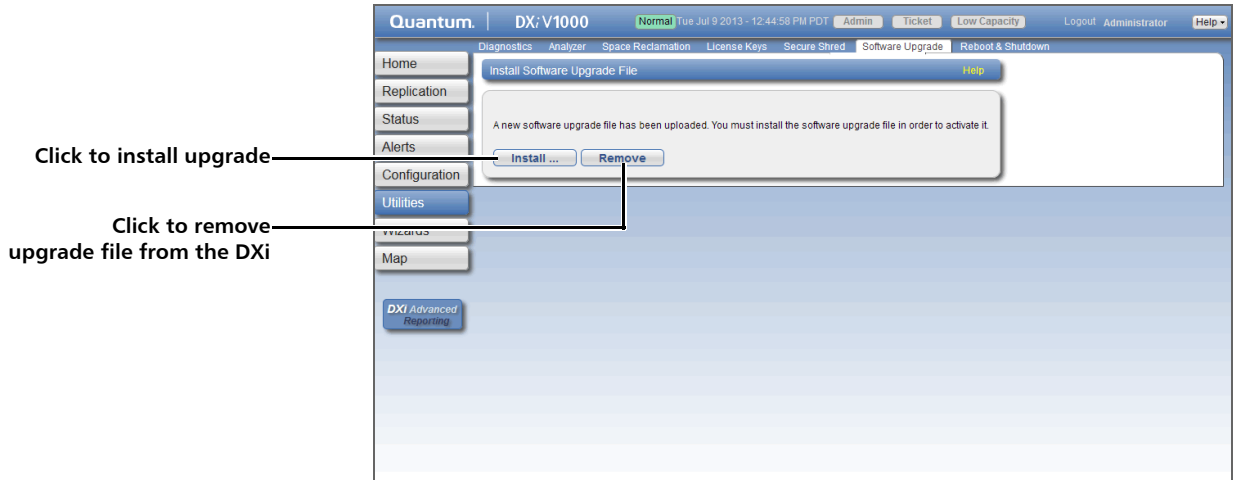 Quantum. DXi V1000 Normal Tue Jul 9 2013 - 12:44:58 PM PDT Admin Ticket Low Capacity Logout Administrator Help
Diagnostics Analyzer Space Reclamation License Keys Secure Shred Software Upgrade Reboot & Shutdown
Home
Replication
Status
Alerts
Configuration
Utilities
Wizards
Map
DXi Advanced
Reporting
Install Software Upgrade File Help
A new software upgrade file has been uploaded. You must install the software upgrade file in order to activate it.
Install ... Remove
Click to install upgrade
Click to remove
upgrade file from the DXi